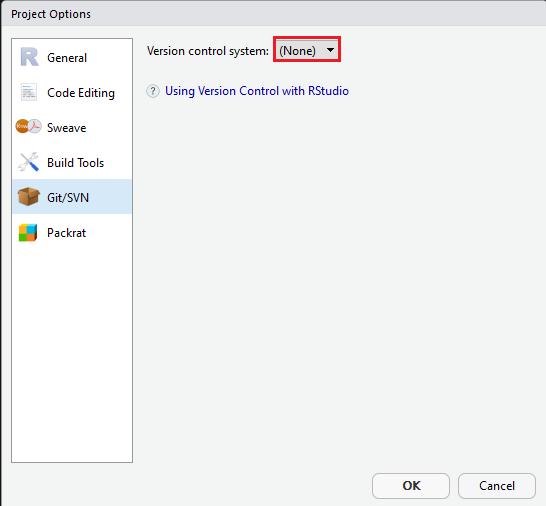 Project Options
General
Code Editing
Sweave
Build Tools
Git/SVN
Packrat
Version control system: (None)
? Using Version Control with RStudio
OK Cancel